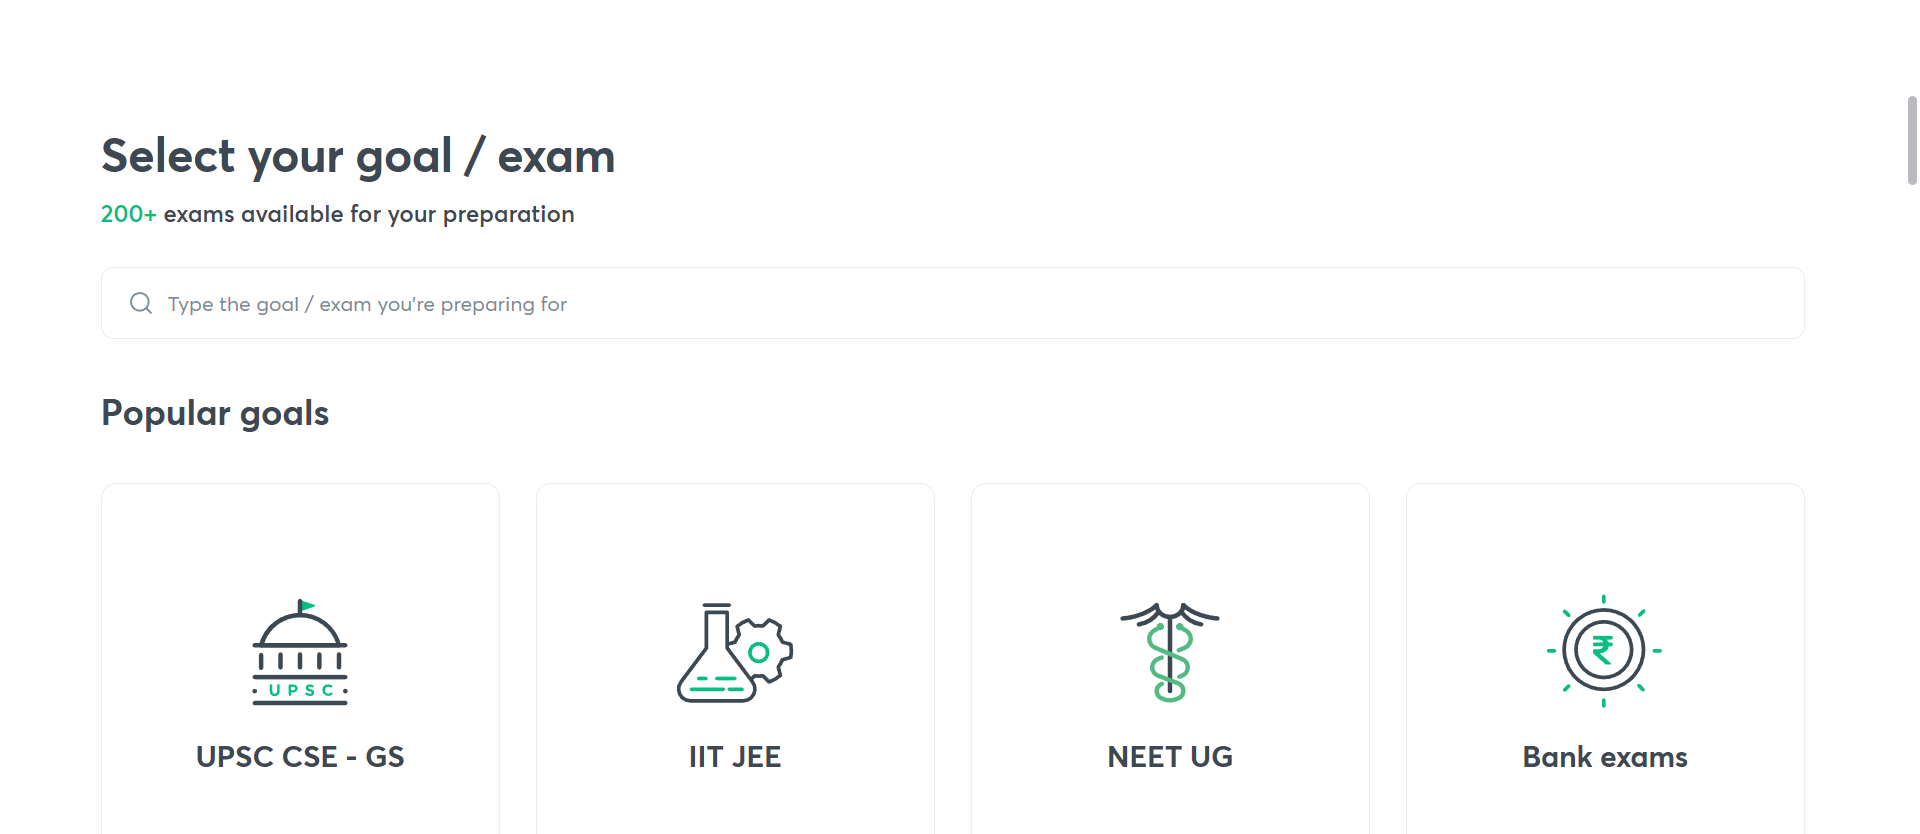 Select your goal / exam
200+ exams available for your preparation
Type the goal / exam you're preparing for
Popular goals
UPSC
UPSC CSE - GS
IIT JEE
NEET UG
₹
Bank exams